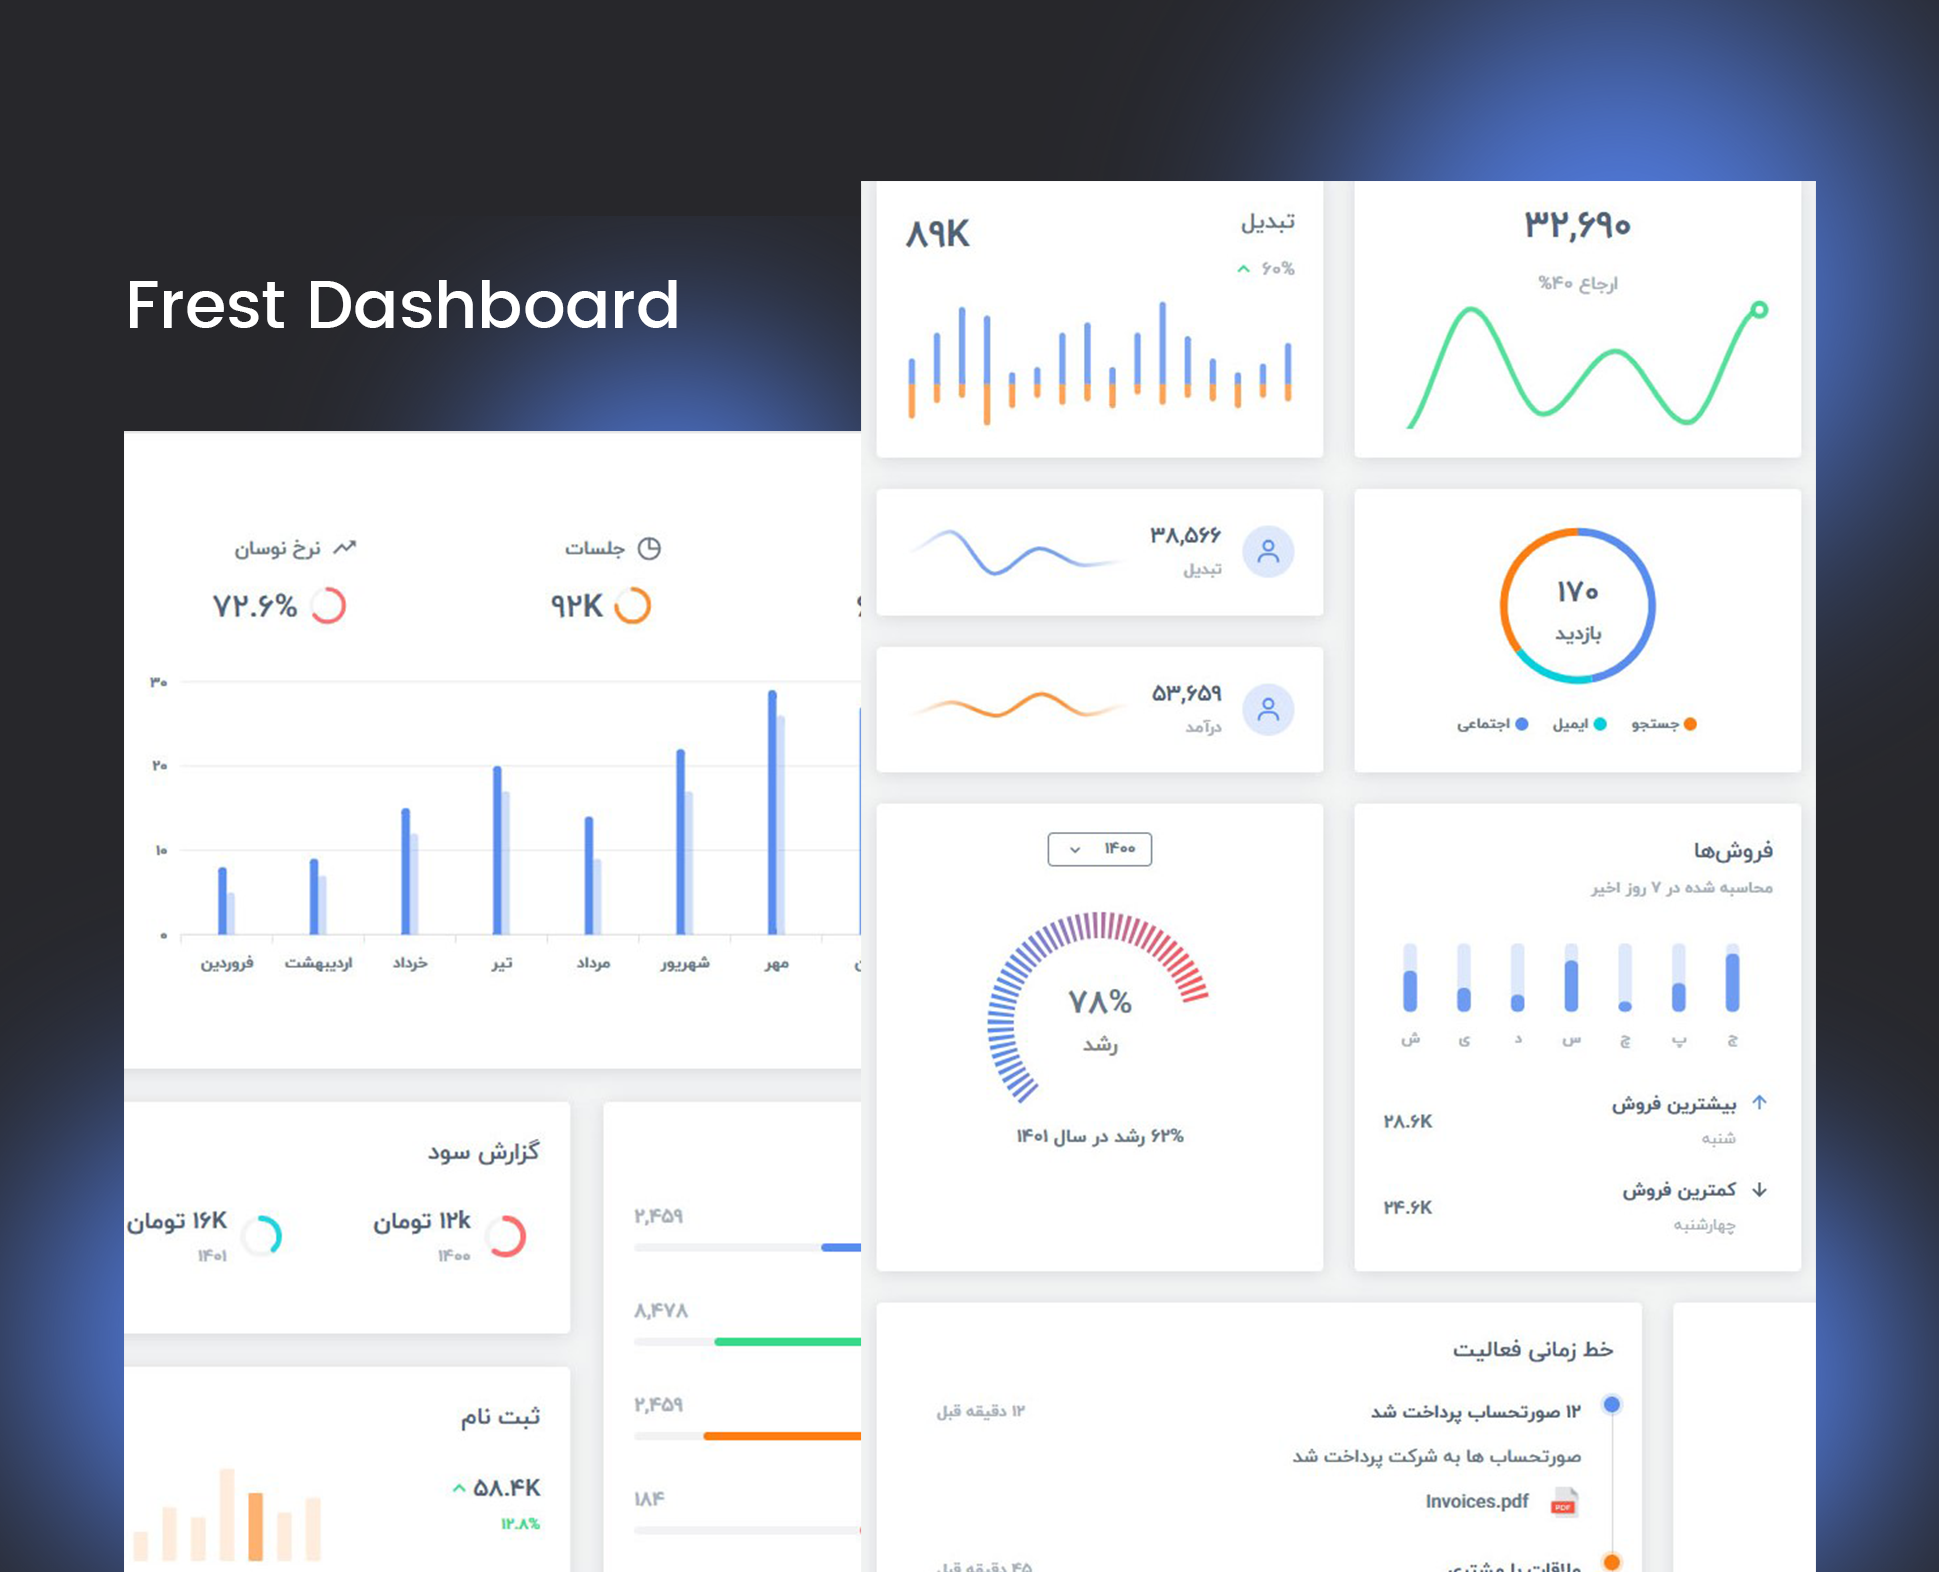 Frest Dashboard
۳۲,۶۹۰
ارجاع ۴۰%
تبدیل
۸۹K
۶۰%
۱۷۰
بازدید
جستجو
ایمیل
اجتماعی
۳۸,۵۶۶
تبدیل
۵۳,۶۵۹
درآمد
فروش‌ها
محاسبه شده در ۷ روز اخیر
ج پ چ س د ی ش
بیشترین فروش
شنبه
۲۸.۶K
کمترین فروش
چهارشنبه
۲۴.۶K
۱۴۰۰
۷۸%
رشد
۶۲% رشد در سال ۱۴۰۱
خط زمانی فعالیت
۱۲ صورتحساب پرداخت شد
۱۲ دقیقه قبل
صورتحساب ها به شرکت پرداخت شد
Invoices.pdf
PDF
ملاقات با مشتری
۴۵ دقیقه قبل
جلسات
۹۲K
نرخ نوسان
۷۲.۶%
۳۰
۲۰
۱۰
۰
فروردین اردیبهشت خرداد تیر مرداد شهریور مهر
گزارش سود
۱۲k تومان
۱۴۰۰
۱۶K تومان
۱۴۰۱
ثبت نام
۵۸.۴K
۱۲.۸%
۲,۴۵۹
۸,۴۷۸
۲,۴۵۹
۱۸۴